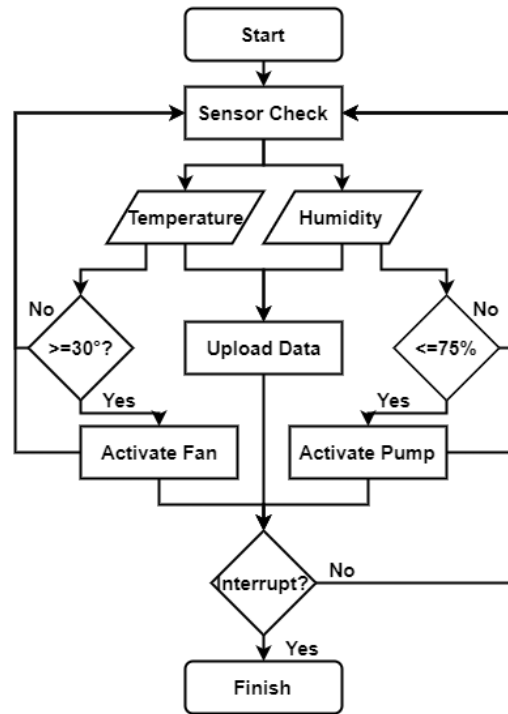 Start
Sensor Check
Temperature
Humidity
No
>=30°?
Upload Data
<=75%
No
Yes
Yes
Activate Fan
Activate Pump
Interrupt?
No
Yes
Finish